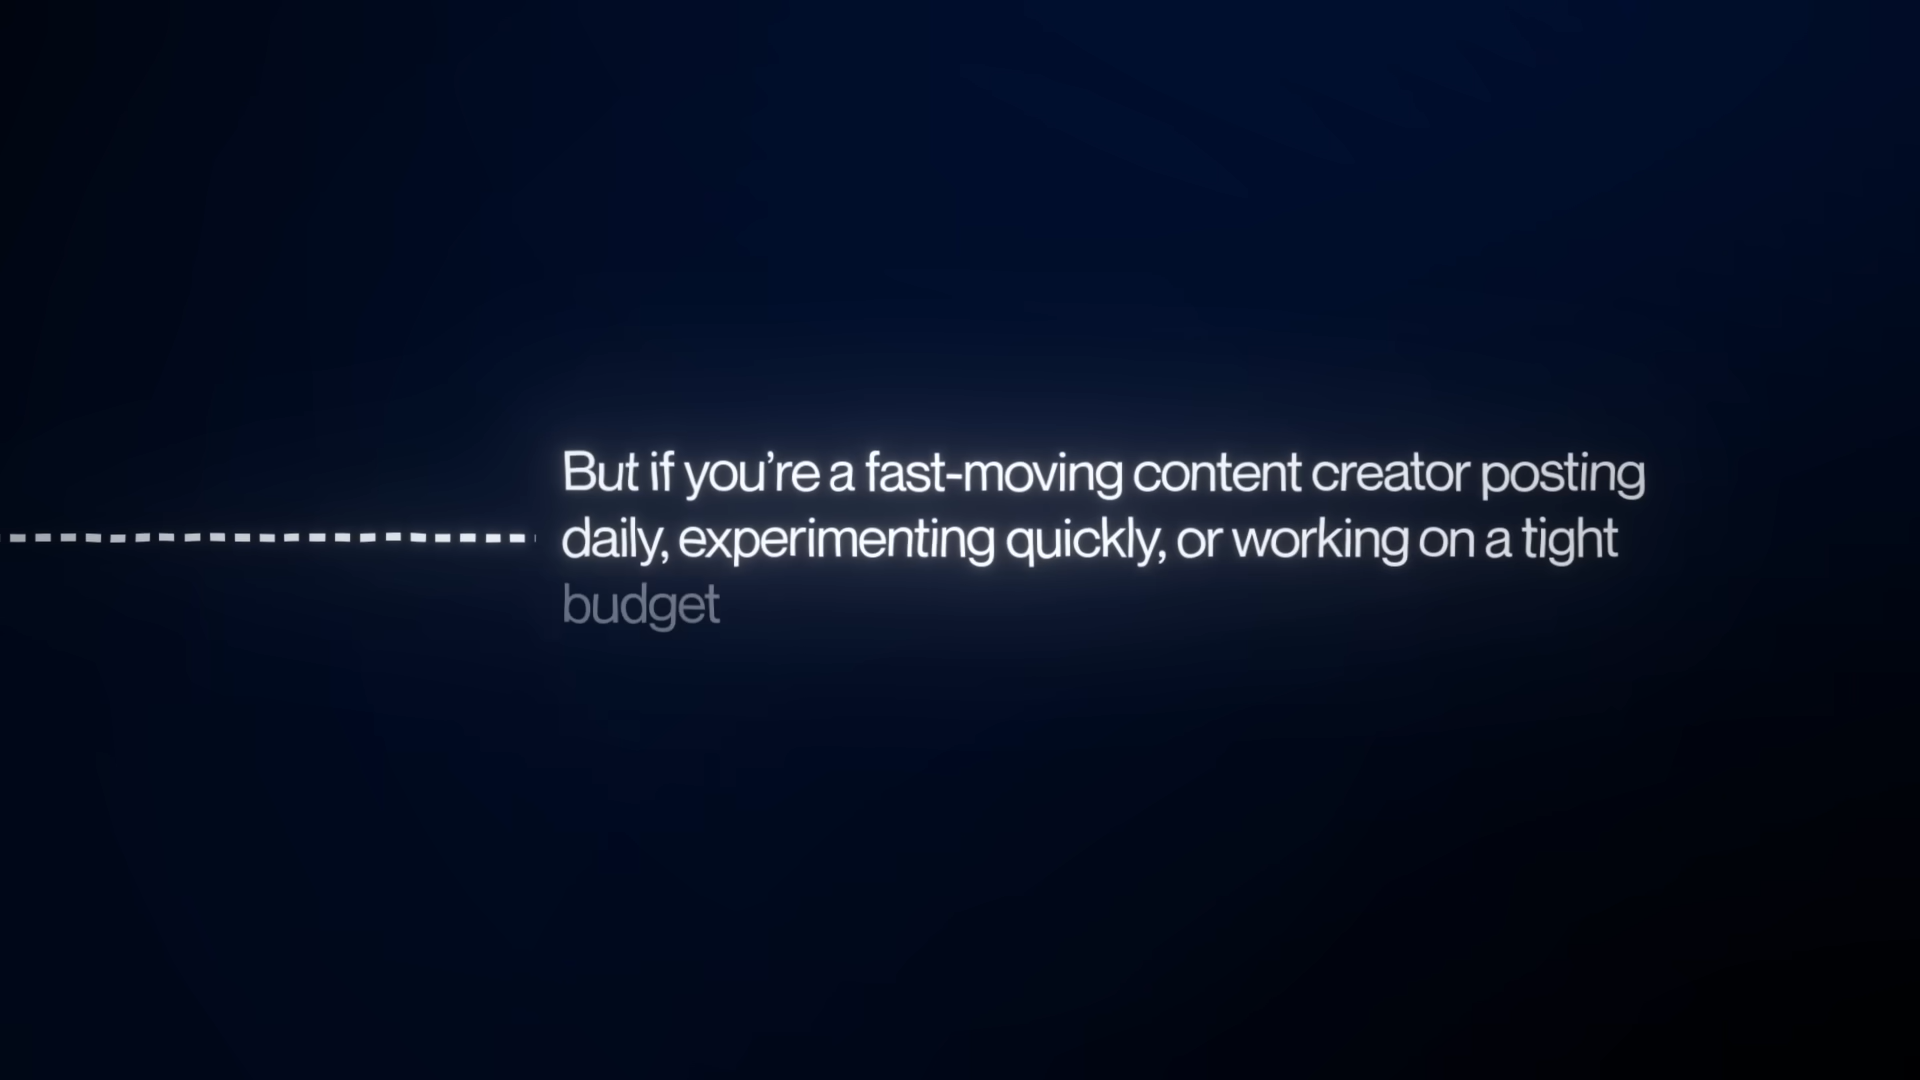 But if you’re a fast-moving content creator posting
daily, experimenting quickly, or working on a tight
budget